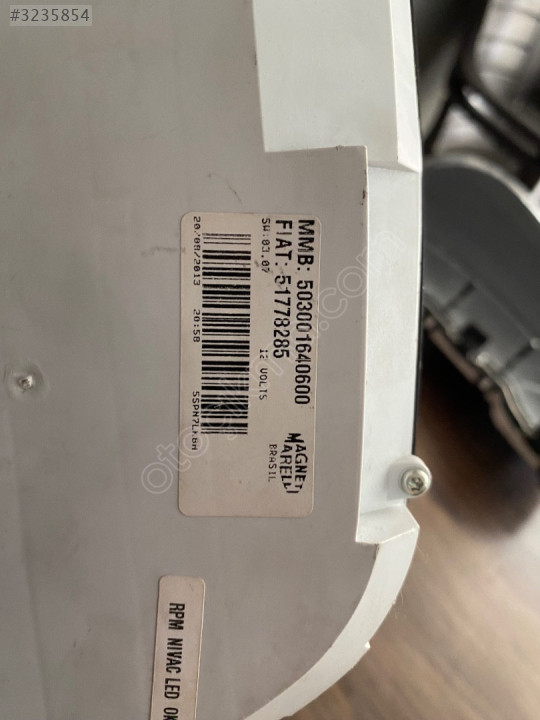 #3235854
MMB: 503001640600
FIAT: 51778285
SW:03.07
12 VOLTS
MAGNETI
MARELLI
BRASIL
20/08/2013 20:58
RPM NIVAC LED OK